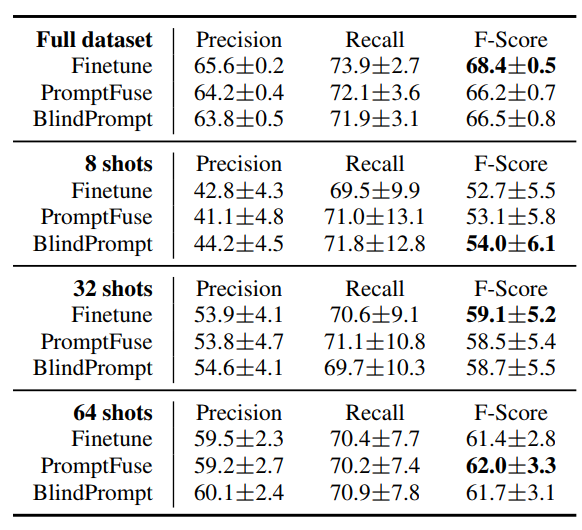 Full dataset Precision Recall F-Score
Finetune 65.6±0.2 73.9±2.7 68.4±0.5
PromptFuse 64.2±0.4 72.1±3.6 66.2±0.7
BlindPrompt 63.8±0.5 71.9±3.1 66.5±0.8
8 shots Precision Recall F-Score
Finetune 42.8±4.3 69.5±9.9 52.7±5.5
PromptFuse 41.1±4.8 71.0±13.1 53.1±5.8
BlindPrompt 44.2±4.5 71.8±12.8 54.0±6.1
32 shots Precision Recall F-Score
Finetune 53.9±4.1 70.6±9.1 59.1±5.2
PromptFuse 53.8±4.7 71.1±10.8 58.5±5.4
BlindPrompt 54.6±4.1 69.7±10.3 58.7±5.5
64 shots Precision Recall F-Score
Finetune 59.5±2.3 70.4±7.7 61.4±2.8
PromptFuse 59.2±2.7 70.2±7.4 62.0±3.3
BlindPrompt 60.1±2.4 70.9±7.8 61.7±3.1